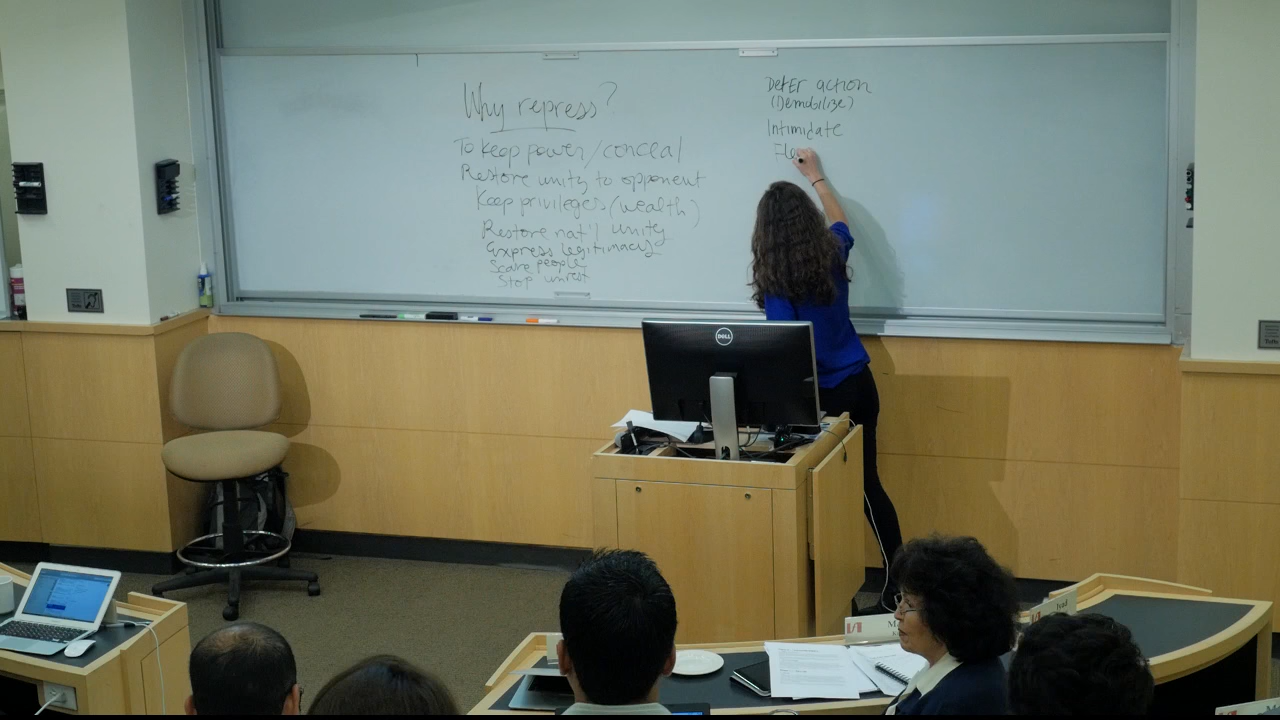 Why repress?
To keep power/conceal
Restore unity to opponent
Keep privileges (wealth)
Restore nat'l unity
Express legitimacy
Scare people
Stop unrest
Deter action
(Demobilize)
Intimidate
DELL